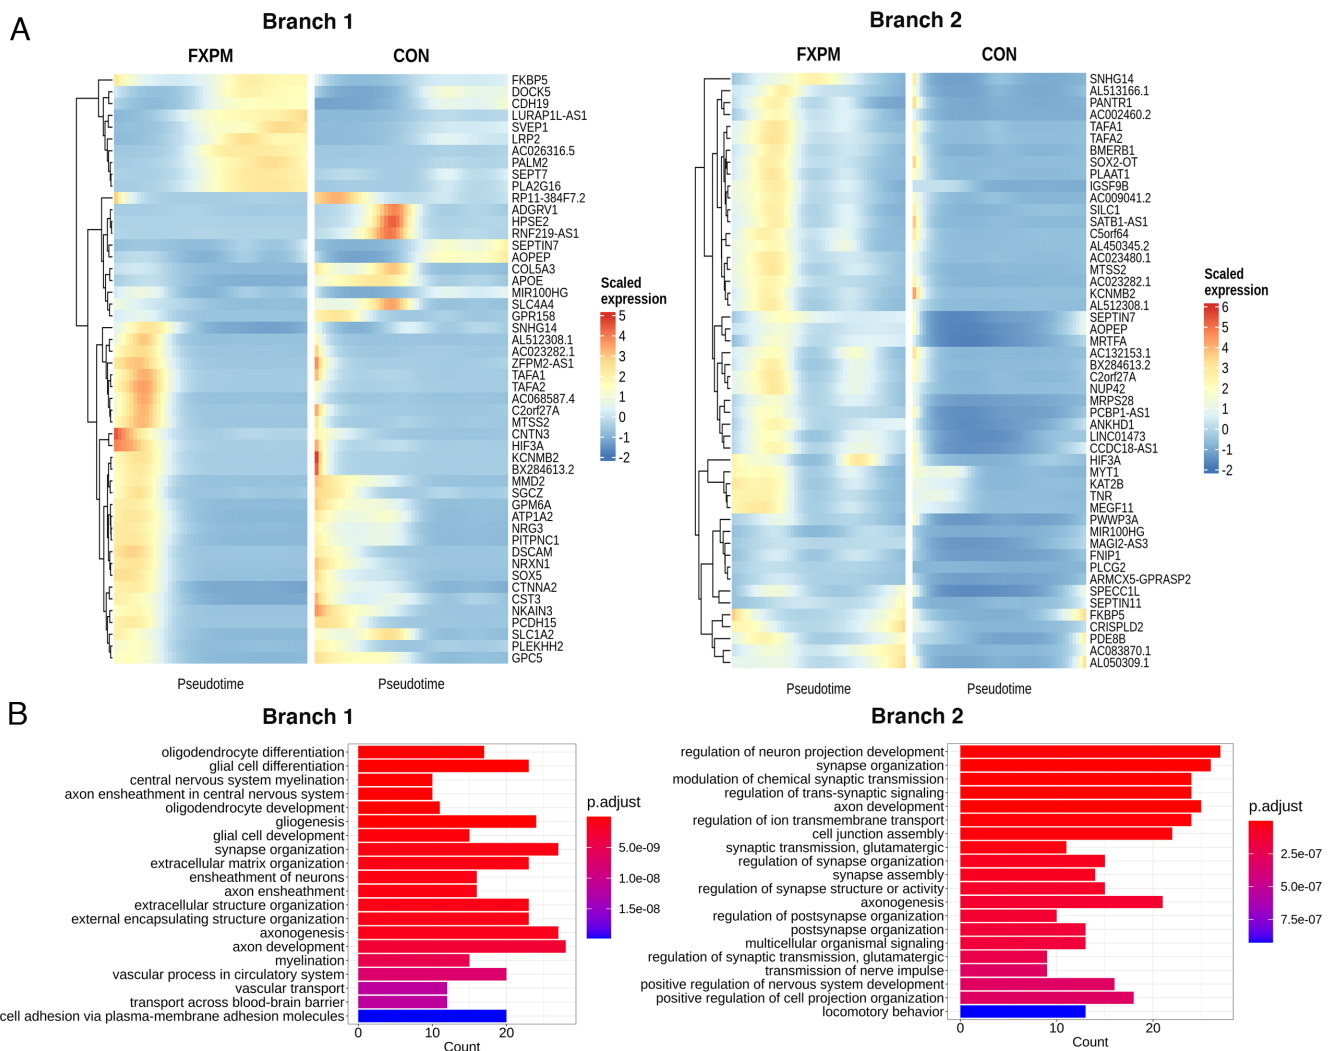 A
Branch 1
FXPM
CON
FKBP5
DOCK5
CDH19
LURAP1L-AS1
SVEP1
LRP2
AC026316.5
PALM2
SEPT7
PLA2G16
RP11-384F7.2
ADGRV1
HPSE2
RNF219-AS1
SEPTIN7
AOPEP
COL5A3
APOE
MIR100HG
SLC4A4
GPR158
SNHG14
AL512308.1
AC023282.1
ZFPM2-AS1
TAFA1
TAFA2
AC068587.4
C2orf27A
MTSS2
CNTN3
HIF3A
KCNMB2
BX284613.2
MMD2
SGCZ
GPM6A
ATP1A2
NRG3
PITPNC1
DSCAM
NRXN1
SOX5
CTNNA2
CST3
NKAIN3
PCDH15
SLC1A2
PLEKHH2
GPC5
Pseudotime
Pseudotime
Scaled
expression
5
4
3
2
1
0
-1
-2
Branch 2
FXPM
CON
SNHG14
AL513166.1
PANTR1
AC002460.2
TAFA1
TAFA2
BMERB1
SOX2-OT
PLAAT1
IGSF9B
AC009041.2
SILC1
SATB1-AS1
C5orf64
AL450345.2
AC023480.1
MTSS2
AC023282.1
KCNMB2
AL512308.1
SEPTIN7
AOPEP
MRTFA
AC132153.1
BX284613.2
C2orf27A
NUP42
MRPS28
PCBP1-AS1
ANKHD1
LINC01473
CCDC18-AS1
HIF3A
MYT1
KAT2B
TNR
MEGF11
PWWP3A
MIR100HG
MAGI2-AS3
FNIP1
PLCG2
ARMCX5-GPRASP2
SPECC1L
SEPTIN11
FKBP5
CRISPLD2
PDE8B
AC083870.1
AL050309.1
Pseudotime
Pseudotime
Scaled
expression
6
5
4
3
2
1
0
-1
-2
B
Branch 1
oligodendrocyte differentiation
glial cell differentiation
central nervous system myelination
axon ensheathment in central nervous system
oligodendrocyte development
gliogenesis
glial cell development
synapse organization
extracellular matrix organization
ensheathment of neurons
axon ensheathment
extracellular structure organization
external encapsulating structure organization
axonogenesis
axon development
myelination
vascular process in circulatory system
vascular transport
transport across blood-brain barrier
cell adhesion via plasma-membrane adhesion molecules
0
10
20
Count
p.adjust
5.0e-09
1.0e-08
1.5e-08
Branch 2
regulation of neuron projection development
synapse organization
modulation of chemical synaptic transmission
regulation of trans-synaptic signaling
axon development
regulation of ion transmembrane transport
cell junction assembly
synaptic transmission, glutamatergic
regulation of synapse organization
synapse assembly
regulation of synapse structure or activity
axonogenesis
regulation of postsynapse organization
postsynapse organization
multicellular organismal signaling
regulation of synaptic transmission, glutamatergic
transmission of nerve impulse
positive regulation of nervous system development
positive regulation of cell projection organization
locomotory behavior
0
10
20
Count
p.adjust
2.5e-07
5.0e-07
7.5e-07